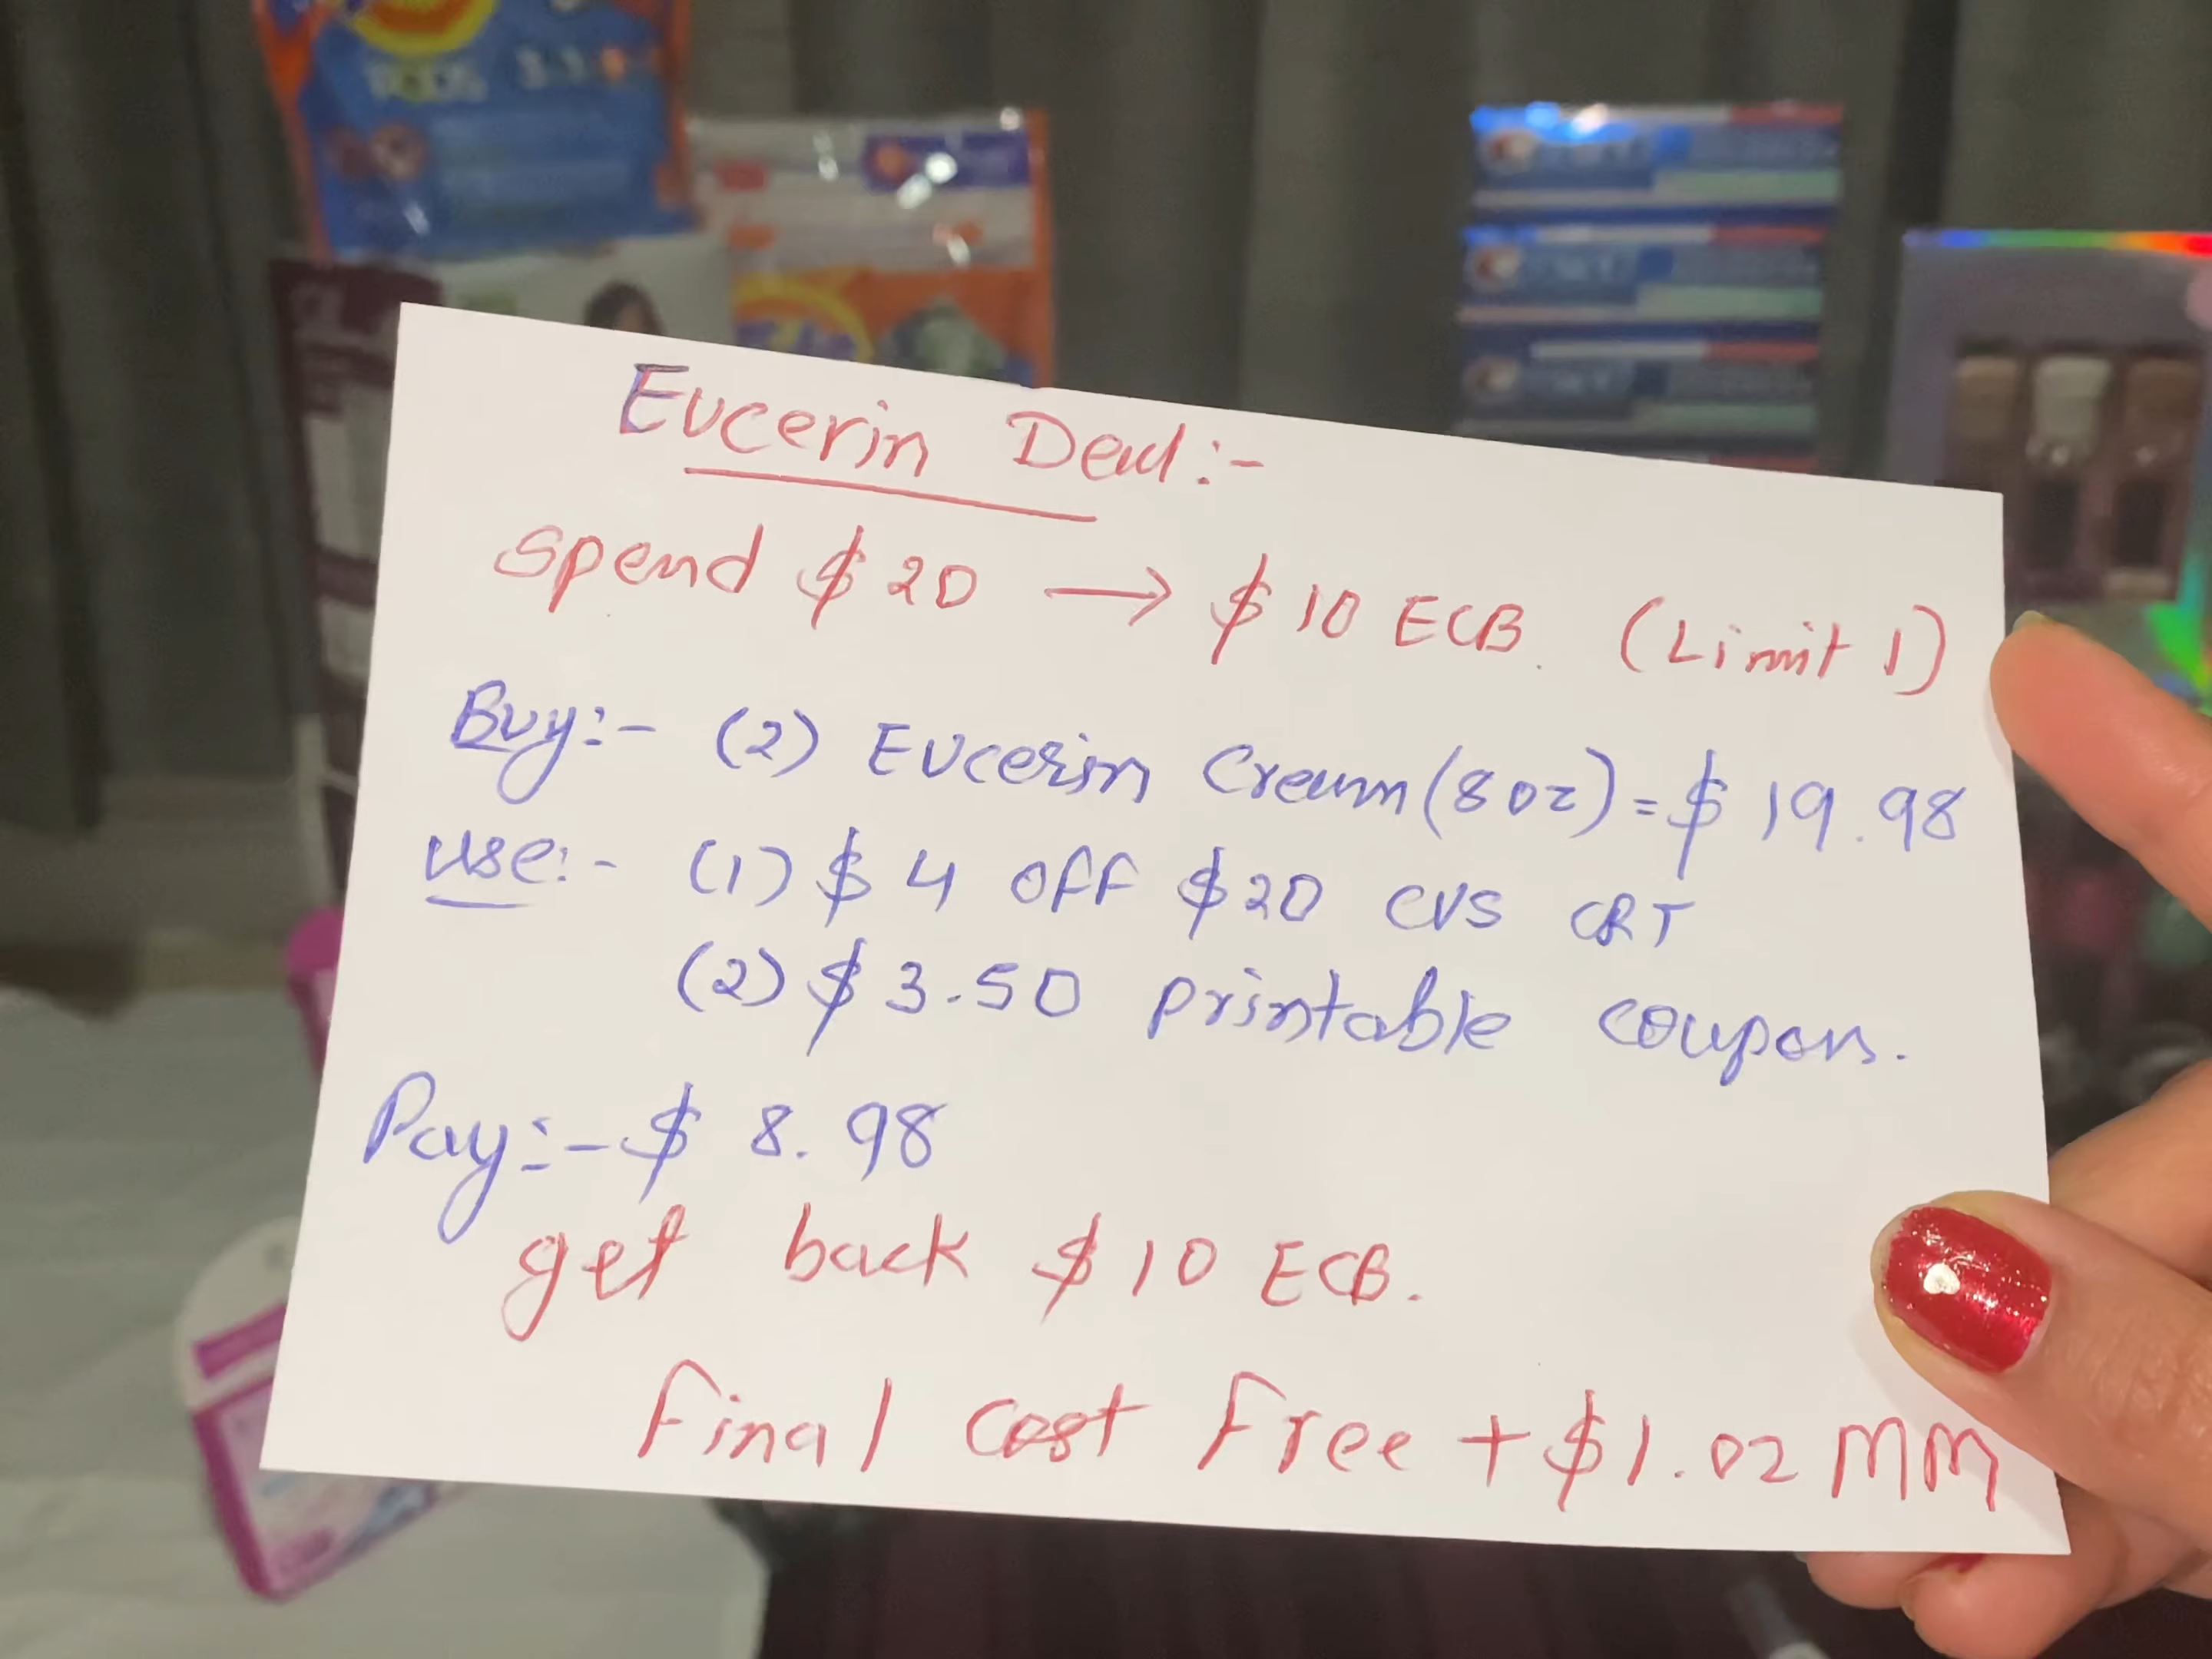 PODS
Eucerin Deal:-
Spend $20 → $10 ECB. (Limit 1)
Buy:- (2) Eucerin Cream (8oz) = $19.98
Use:- (1) $4 off $20 CVS CRT
(2) $3.50 printable coupon.
Pay:- $8.98
get back $10 ECB.
Final cost Free + $1.02 MM